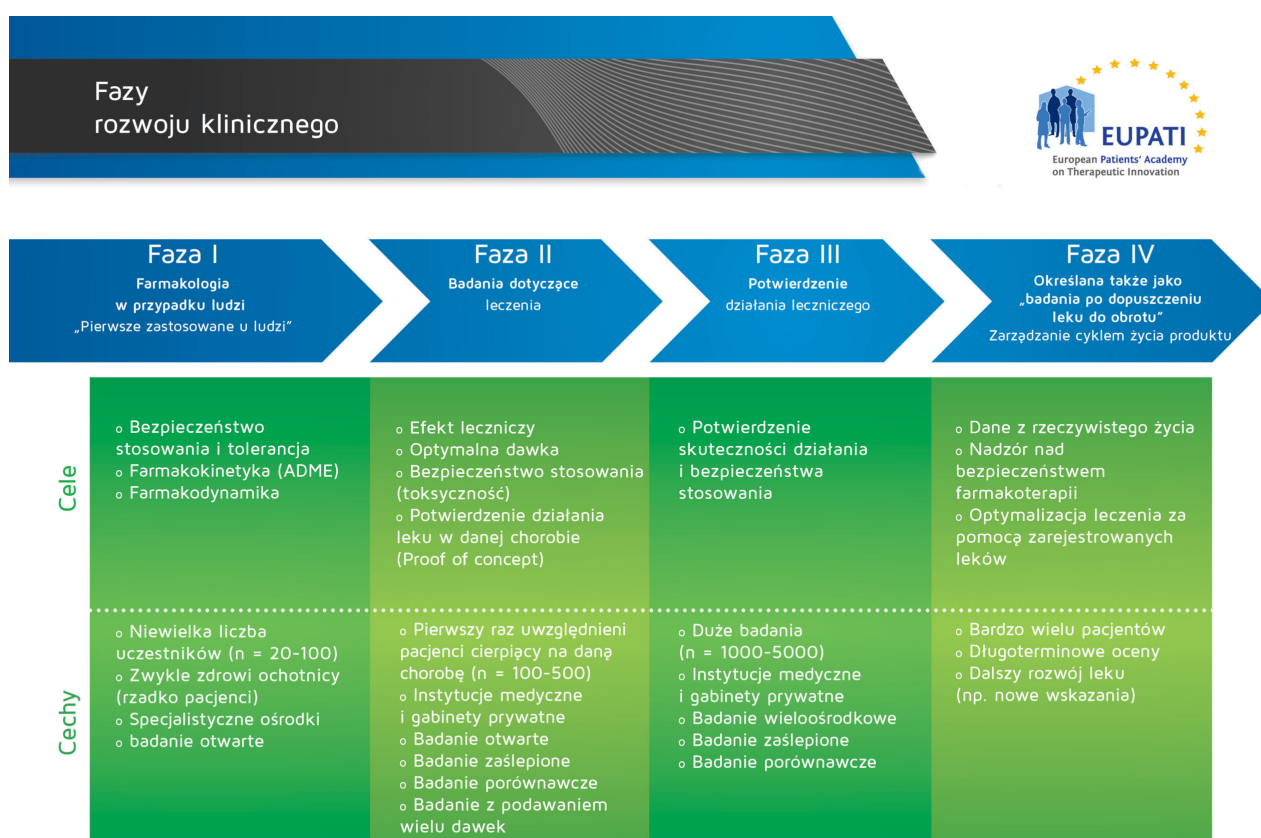 Fazy
rozwoju klinicznego
EUPATI
European Patients' Academy
on Therapeutic Innovation
Faza I
Farmakologia
w przypadku ludzi
„Pierwsze zastosowane u ludzi”
Faza II
Badania dotyczące
leczenia
Faza III
Potwierdzenie
działania leczniczego
Faza IV
Określana także jako
„badania po dopuszczeniu
leku do obrotu”
Zarządzanie cyklem życia produktu
Cele
o Bezpieczeństwo
stosowania i tolerancja
o Farmakokinetyka (ADME)
o Farmakodynamika
o Efekt leczniczy
o Optymalna dawka
o Bezpieczeństwo stosowania
(toksyczność)
o Potwierdzenie działania
leku w danej chorobie
(Proof of concept)
o Potwierdzenie
skuteczności działania
i bezpieczeństwa
stosowania
o Dane z rzeczywistego życia
o Nadzór nad
bezpieczeństwem
farmakoterapii
o Optymalizacja leczenia za
pomocą zarejestrowanych
leków
Cechy
o Niewielka liczba
uczestników (n = 20-100)
o Zwykle zdrowi ochotnicy
(rzadko pacjenci)
o Specjalistyczne ośrodki
o badanie otwarte
o Pierwszy raz uwzględnieni
pacjenci cierpiący na daną
chorobę (n = 100-500)
o Instytucje medyczne
i gabinety prywatne
o Badanie otwarte
o Badanie zaślepione
o Badanie porównawcze
o Badanie z podawaniem
wielu dawek
o Duże badania
(n = 1000-5000)
o Instytucje medyczne
i gabinety prywatne
o Badanie wieloośrodkowe
o Badanie zaślepione
o Badanie porównawcze
o Bardzo wielu pacjentów
o Długoterminowe oceny
o Dalszy rozwój leku
(np. nowe wskazania)